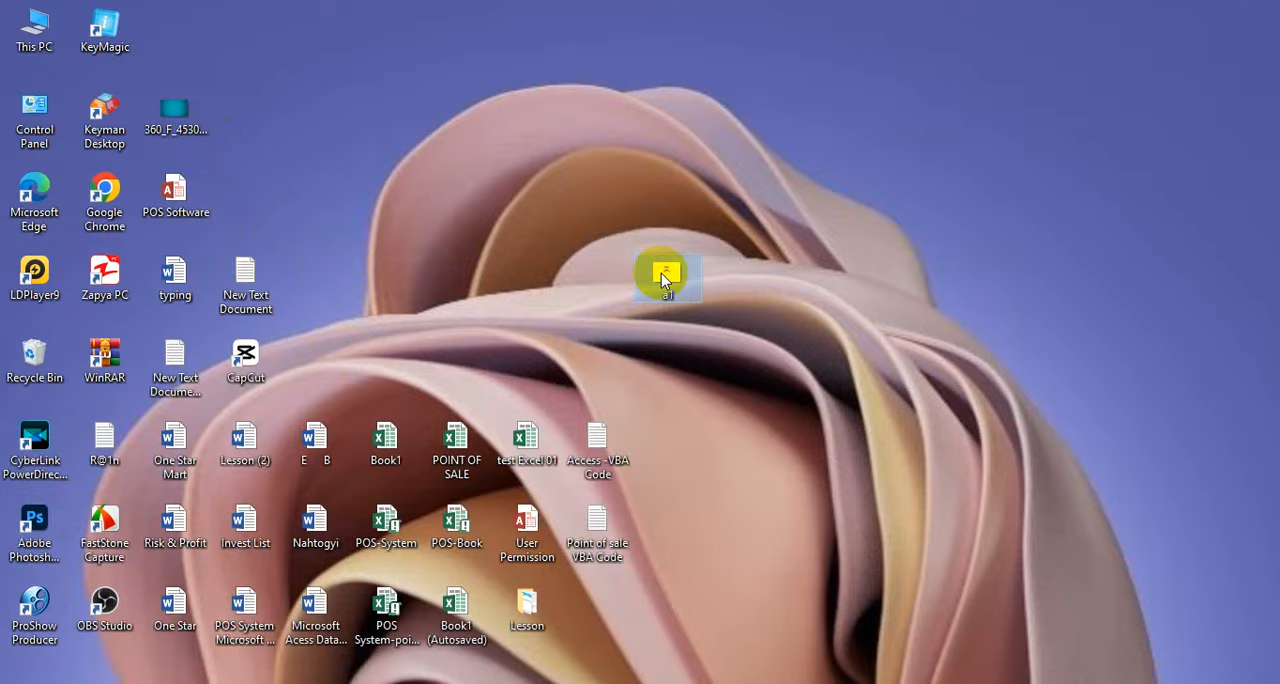 This PC
KeyMagic
Control
Panel
Keyman
Desktop
360_F_4530...
Microsoft
Edge
Google
Chrome
POS Software
LDPlayer9
Zapya PC
typing
New Text
Document
a1
Recycle Bin
WinRAR
New Text
Docume...
CapCut
CyberLink
PowerDirec...
R@1n
One Star
Mart
Lesson (2)
E B
Book1
POINT OF
SALE
test Excel 01
Access -VBA
Code
Adobe
Photosh...
FastStone
Capture
Risk & Profit
Invest List
Nahtogyi
POS-System
POS-Book
User
Permission
Point of sale
VBA Code
ProShow
Producer
OBS Studio
One Star
POS System
Microsoft ...
Microsoft
Acess Data...
POS
System-poi...
Book1
(Autosaved)
Lesson